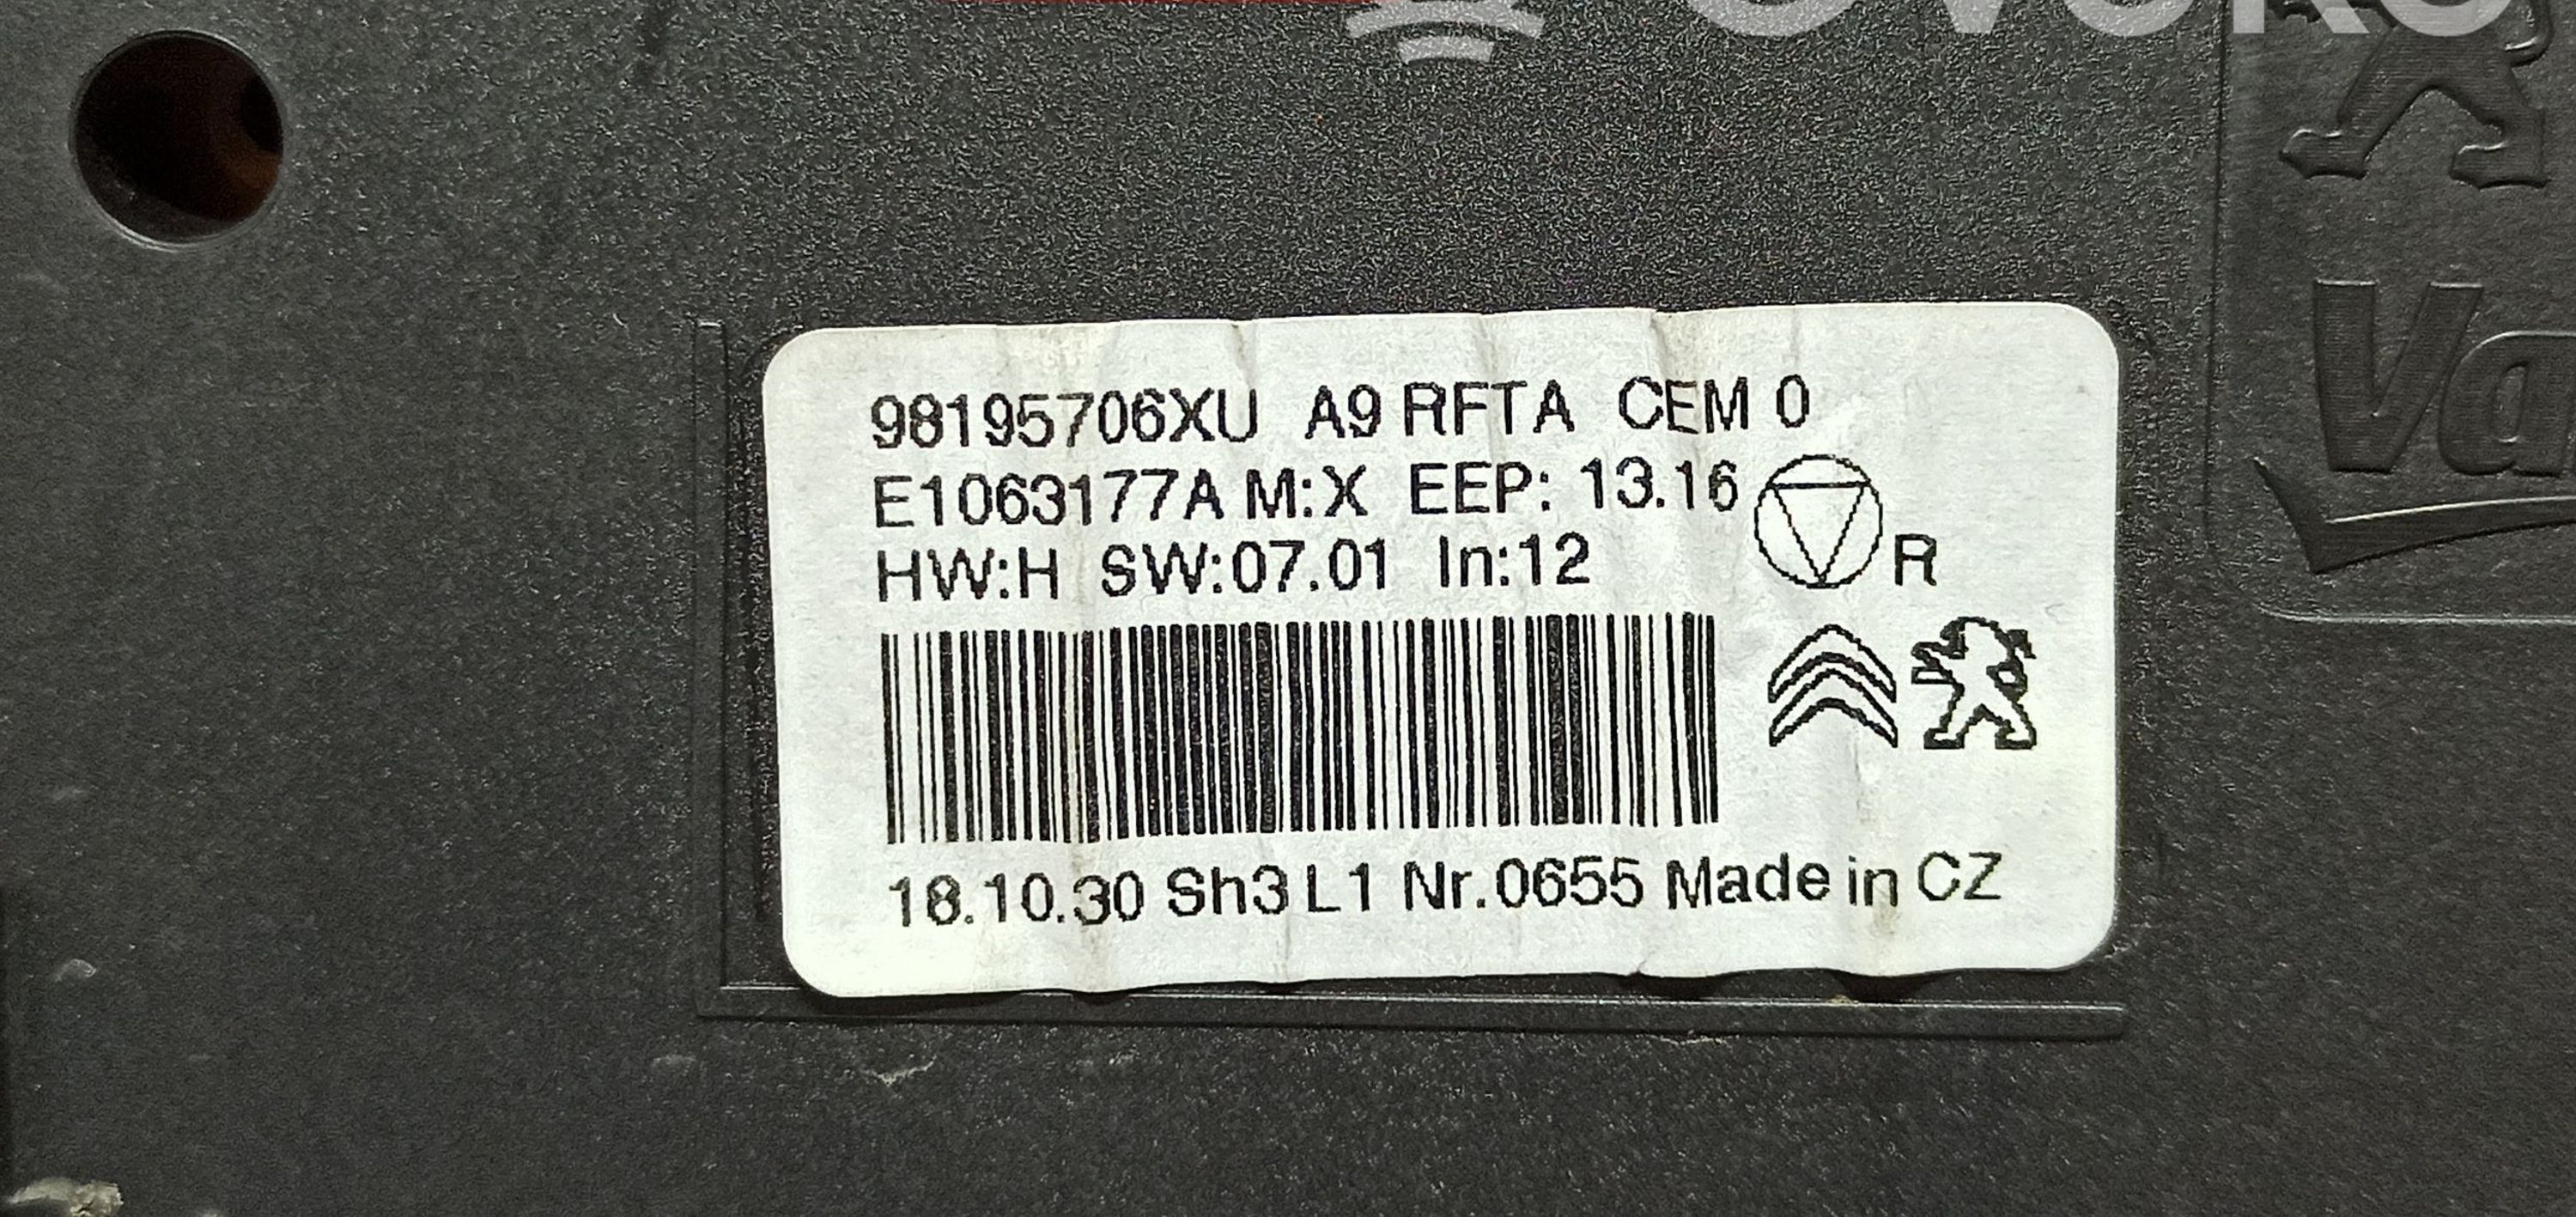 98195706XU A9 RFTA CEM 0
E1063177A M:X EEP: 13.16
HW:H SW:07.01 In:12
R
18.10.30 Sh3 L1 Nr.0655 Made in CZ